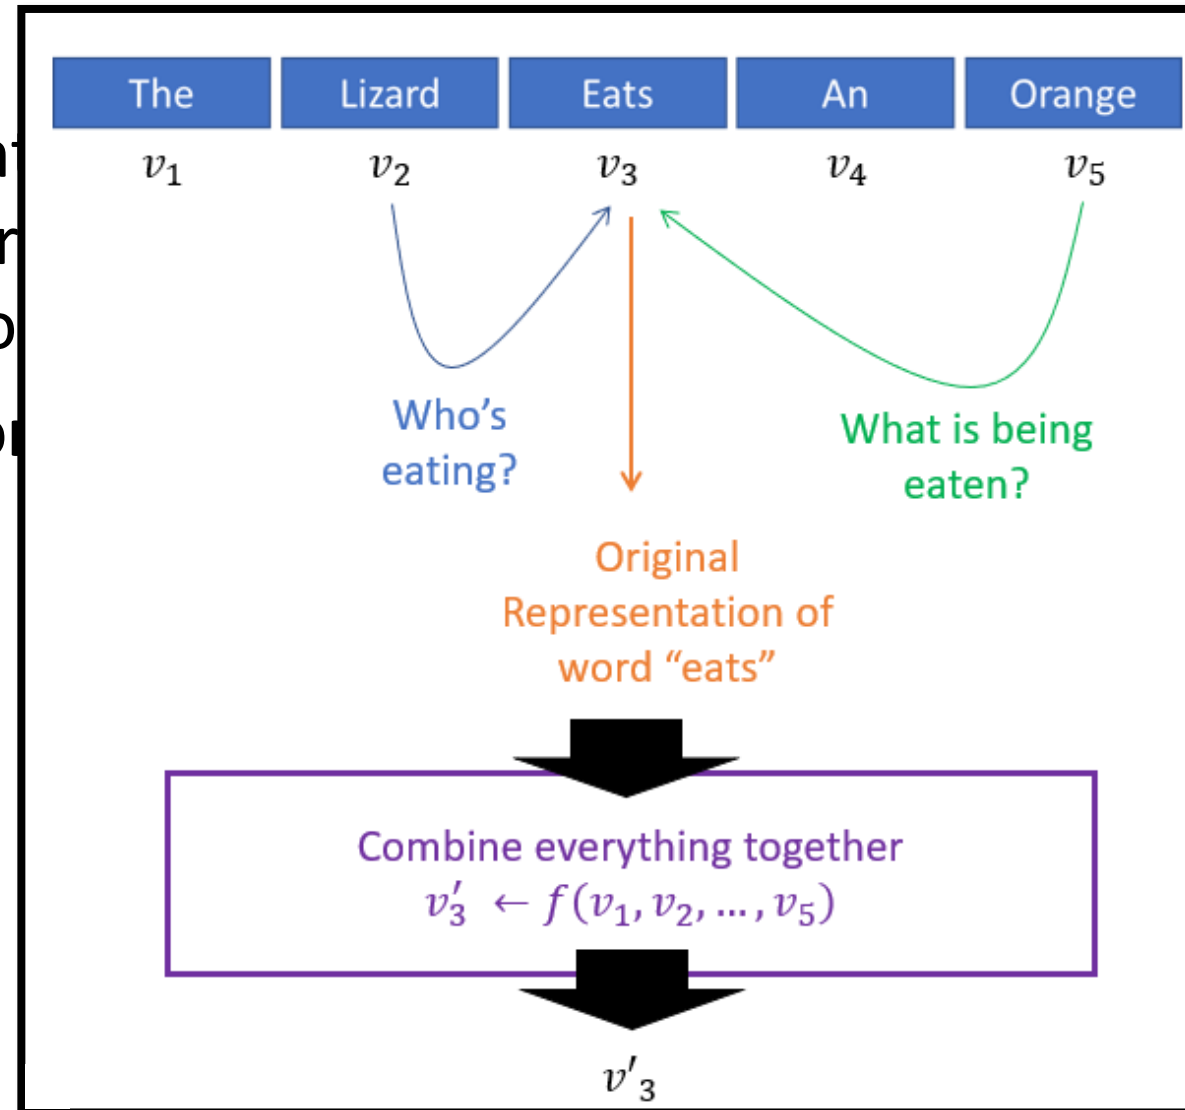 The Lizard Eats An Orange
v₁ v₂ v₃ v₄ v₅
Who's
eating?
What is being
eaten?
Original
Representation of
word “eats”
Combine everything together
v₃′ ← f(v₁, v₂, …, v₅)
v′₃